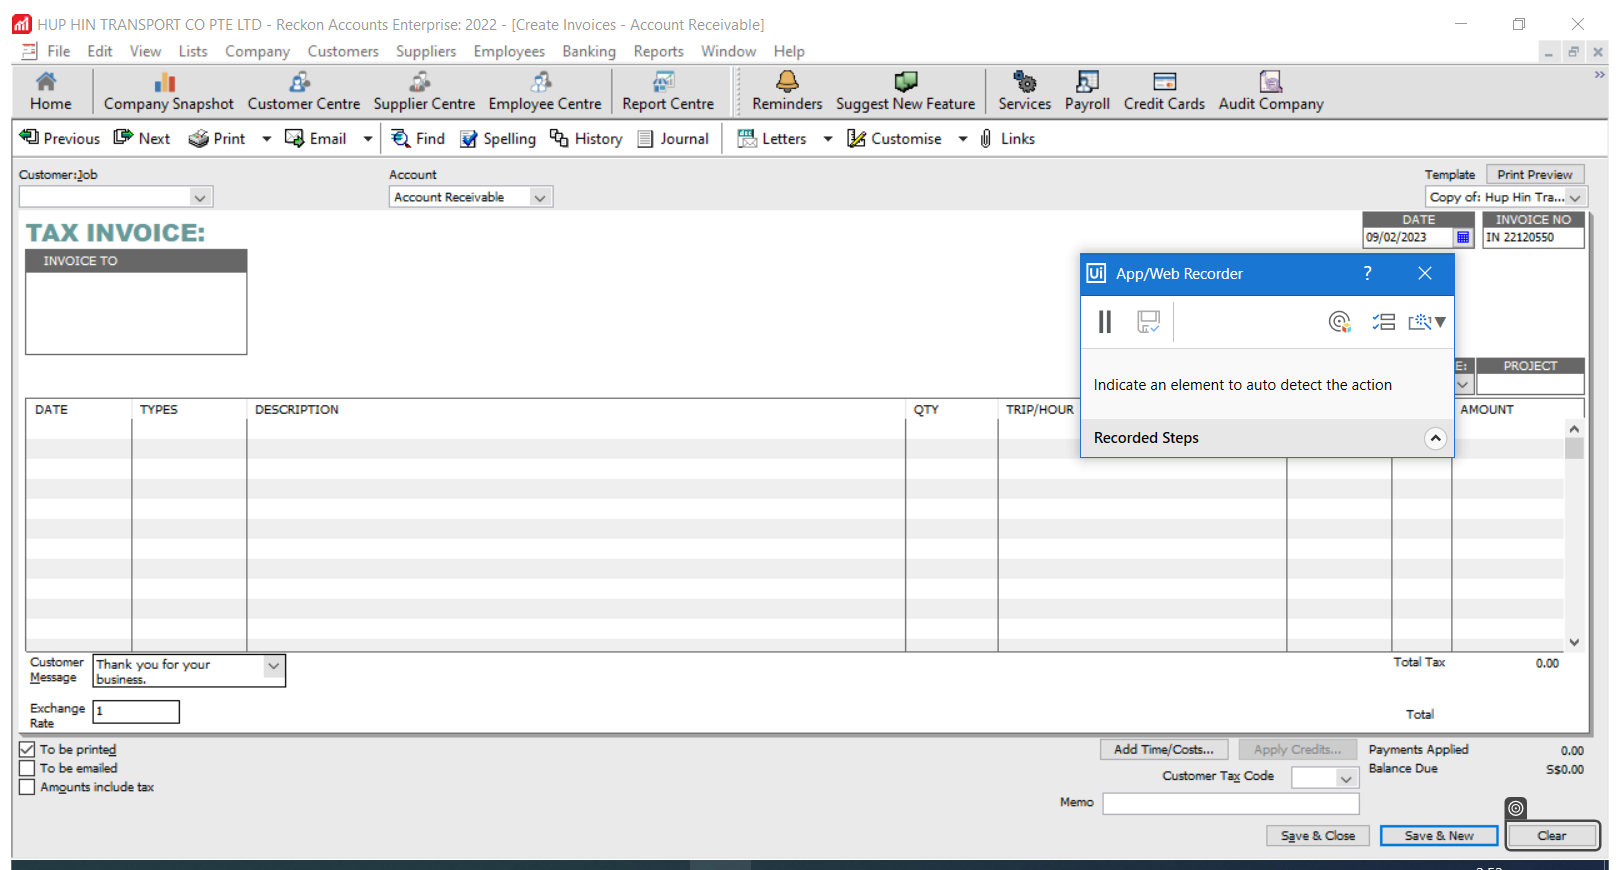 HUP HIN TRANSPORT CO PTE LTD - Reckon Accounts Enterprise: 2022 - [Create Invoices - Account Receivable]
File Edit View Lists Company Customers Suppliers Employees Banking Reports Window Help
Home Company Snapshot Customer Centre Supplier Centre Employee Centre Report Centre Reminders Suggest New Feature Services Payroll Credit Cards Audit Company
Previous Next Print Email Find Spelling History Journal Letters Customise Links
Customer:Job Account Template Print Preview
Account Receivable Copy of: Hup Hin Tra...
TAX INVOICE: DATE INVOICE NO
09/02/2023 IN 22120550
INVOICE TO
Ui App/Web Recorder ?
E: PROJECT
Indicate an element to auto detect the action
DATE TYPES DESCRIPTION QTY TRIP/HOUR AMOUNT
Recorded Steps
Customer Message
Thank you for your
business.
Total Tax 0.00
Exchange Rate
1
Total
To be printed Add Time/Costs... Apply Credits... Payments Applied 0.00
To be emailed Customer Tax Code Balance Due S$0.00
Amounts include tax
Memo
Save & Close Save & New Clear